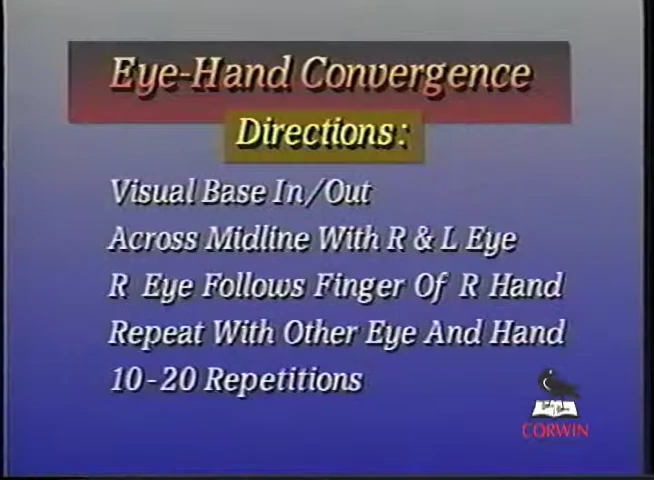 Eye-Hand Convergence
Directions:
Visual Base In/Out
Across Midline With R & L Eye
R Eye Follows Finger Of R Hand
Repeat With Other Eye And Hand
10-20 Repetitions
CORWIN